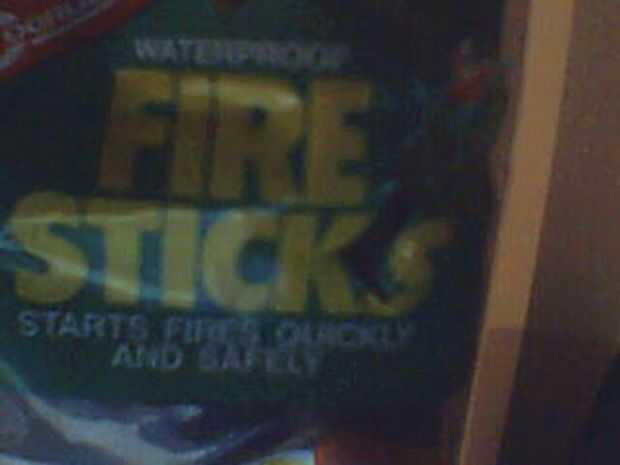 WATERPROOF
FIRE
STICKS
STARTS FIRES QUICKLY
AND SAFELY